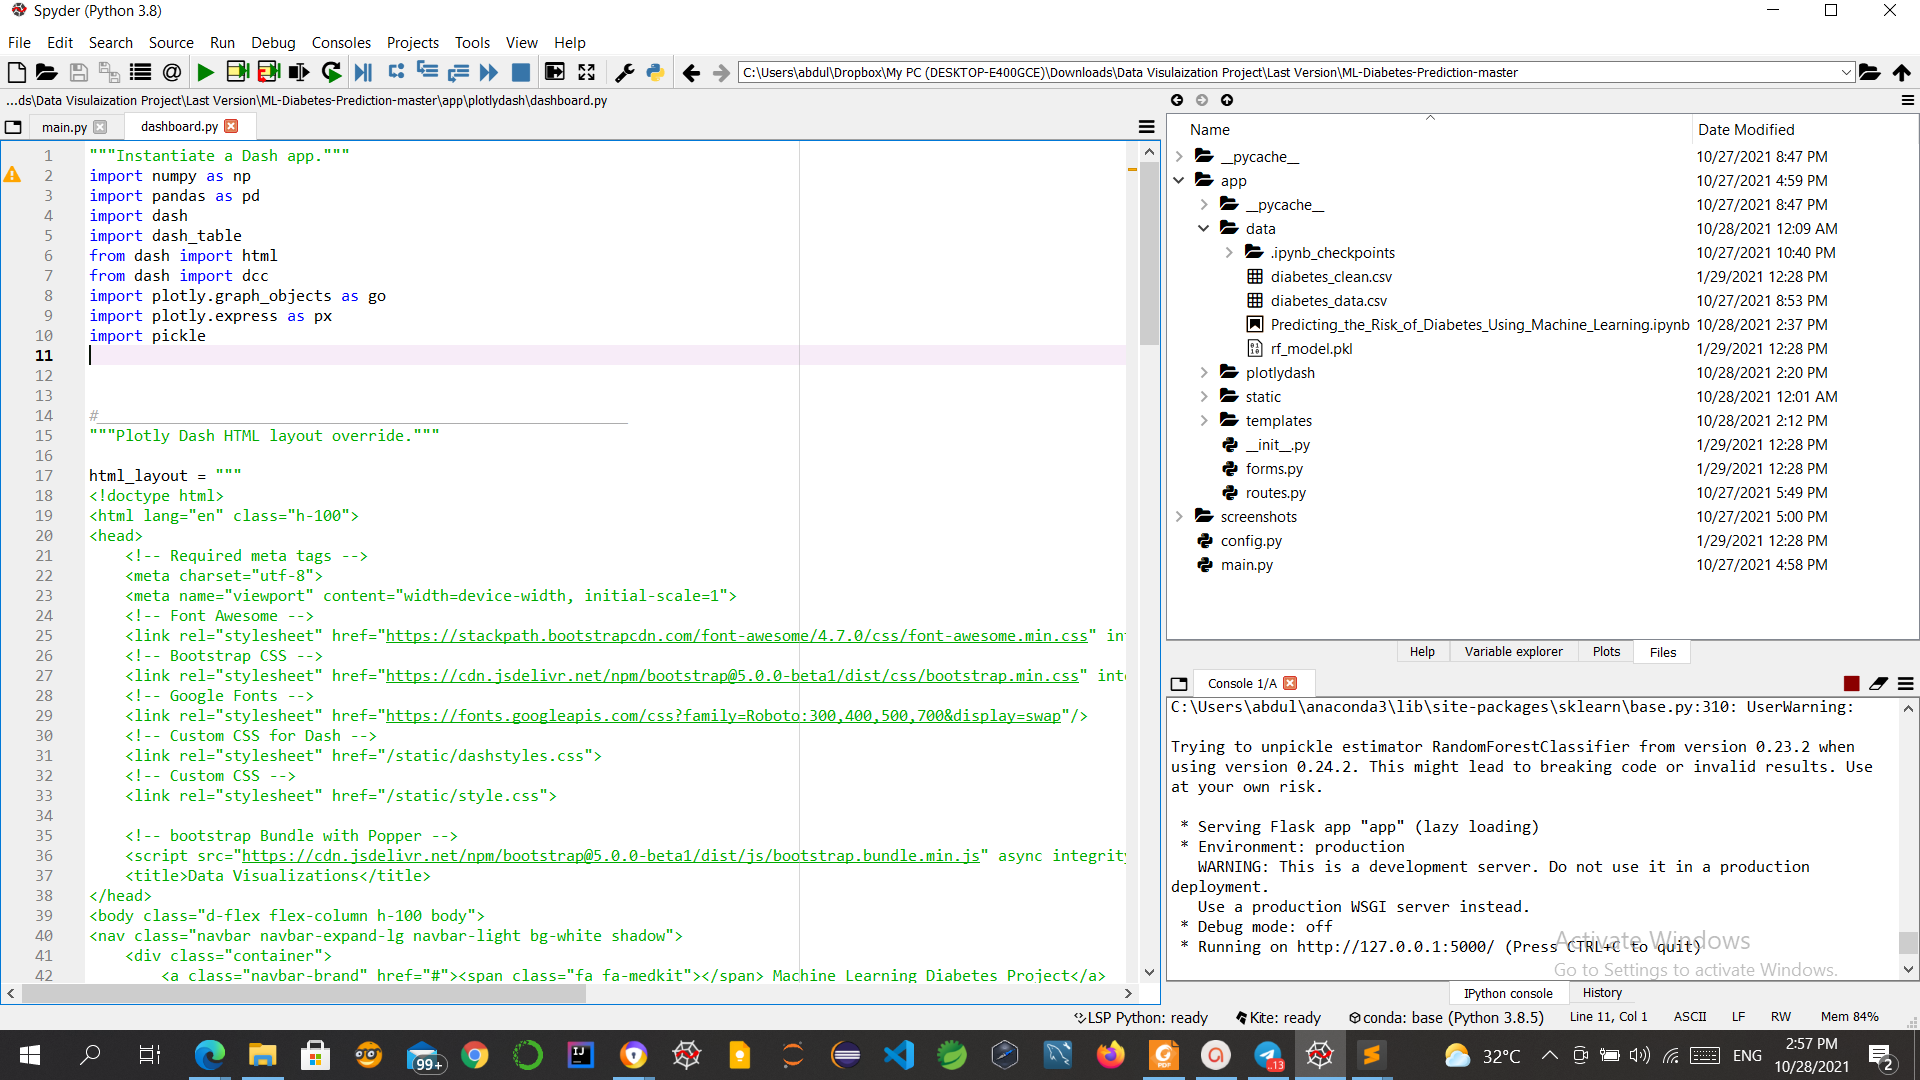 Spyder (Python 3.8)
File Edit Search Source Run Debug Consoles Projects Tools View Help
C:\Users\abdul\Dropbox\My PC (DESKTOP-E400GCE)\Downloads\Data Visulaization Project\Last Version\ML-Diabetes-Prediction-master
...ds\Data Visulaization Project\Last Version\ML-Diabetes-Prediction-master\app\plotlydash\dashboard.py
main.py dashboard.py
1 """Instantiate a Dash app."""
2 import numpy as np
3 import pandas as pd
4 import dash
5 import dash_table
6 from dash import html
7 from dash import dcc
8 import plotly.graph_objects as go
9 import plotly.express as px
10 import pickle
11
12
13
14 #___________________________________________________________
15 """Plotly Dash HTML layout override."""
16
17 html_layout = """
18 <!doctype html>
19 <html lang="en" class="h-100">
20 <head>
21 <!-- Required meta tags -->
22 <meta charset="utf-8">
23 <meta name="viewport" content="width=device-width, initial-scale=1">
24 <!-- Font Awesome -->
25 <link rel="stylesheet" href="https://stackpath.bootstrapcdn.com/font-awesome/4.7.0/css/font-awesome.min.css" in
26 <!-- Bootstrap CSS -->
27 <link rel="stylesheet" href="https://cdn.jsdelivr.net/npm/bootstrap@5.0.0-beta1/dist/css/bootstrap.min.css" int
28 <!-- Google Fonts -->
29 <link rel="stylesheet" href="https://fonts.googleapis.com/css?family=Roboto:300,400,500,700&display=swap"/>
30 <!-- Custom CSS for Dash -->
31 <link rel="stylesheet" href="/static/dashstyles.css">
32 <!-- Custom CSS -->
33 <link rel="stylesheet" href="/static/style.css">
34
35 <!-- bootstrap Bundle with Popper -->
36 <script src="https://cdn.jsdelivr.net/npm/bootstrap@5.0.0-beta1/dist/js/bootstrap.bundle.min.js" async integrity
37 <title>Data Visualizations</title>
38 </head>
39 <body class="d-flex flex-column h-100 body">
40 <nav class="navbar navbar-expand-lg navbar-light bg-white shadow">
41 <div class="container">
42 <a class="navbar-brand" href="#"><span class="fa fa-medkit"></span> Machine Learning Diabetes Project</a>
Name Date Modified
__pycache__ 10/27/2021 8:47 PM
app 10/27/2021 4:59 PM
__pycache__ 10/27/2021 8:47 PM
data 10/28/2021 12:09 AM
.ipynb_checkpoints 10/27/2021 10:40 PM
diabetes_clean.csv 1/29/2021 12:28 PM
diabetes_data.csv 10/27/2021 8:53 PM
Predicting_the_Risk_of_Diabetes_Using_Machine_Learning.ipynb 10/28/2021 2:37 PM
rf_model.pkl 1/29/2021 12:28 PM
plotlydash 10/28/2021 2:20 PM
static 10/28/2021 12:01 AM
templates 10/28/2021 2:12 PM
__init__.py 1/29/2021 12:28 PM
forms.py 1/29/2021 12:28 PM
routes.py 10/27/2021 5:49 PM
screenshots 10/27/2021 5:00 PM
config.py 1/29/2021 12:28 PM
main.py 10/27/2021 4:58 PM
Help Variable explorer Plots Files
Console 1/A
C:\Users\abdul\anaconda3\lib\site-packages\sklearn\base.py:310: UserWarning:
Trying to unpickle estimator RandomForestClassifier from version 0.23.2 when
using version 0.24.2. This might lead to breaking code or invalid results. Use
at your own risk.
* Serving Flask app "app" (lazy loading)
* Environment: production
WARNING: This is a development server. Do not use it in a production
deployment.
Use a production WSGI server instead.
* Debug mode: off
* Running on http://127.0.0.1:5000/ (Press CTRL+C to quit)
Activate Windows
Go to Settings to activate Windows.
IPython console History
LSP Python: ready Kite: ready conda: base (Python 3.8.5) Line 11, Col 1 ASCII LF RW Mem 84%
99+ 13 32°C ENG 2:57 PM
10/28/2021 2